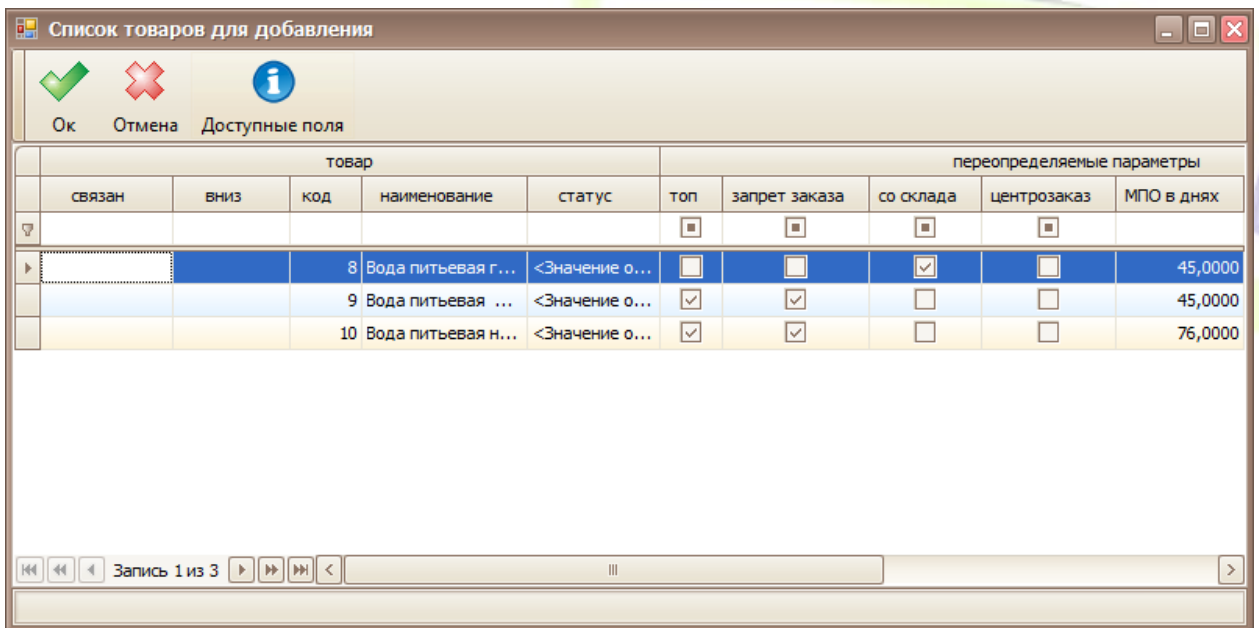 Список товаров для добавления
Ок Отмена Доступные поля
товар переопределяемые параметры
связан вниз код наименование статус топ запрет заказа со склада центрозаказ МПО в днях
8 Вода питьевая г... <Значение о... 45,0000
9 Вода питьевая ... <Значение о... 45,0000
10 Вода питьевая н... <Значение о... 76,0000
Запись 1 из 3